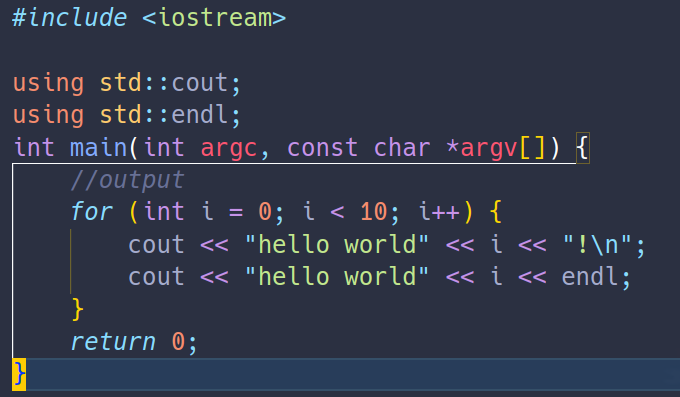 #include <iostream>

using std::cout;
using std::endl;
int main(int argc, const char *argv[]) {
    //output
    for (int i = 0; i < 10; i++) {
        cout << "hello world" << i << "!\n";
        cout << "hello world" << i << endl;
    }
    return 0;
}